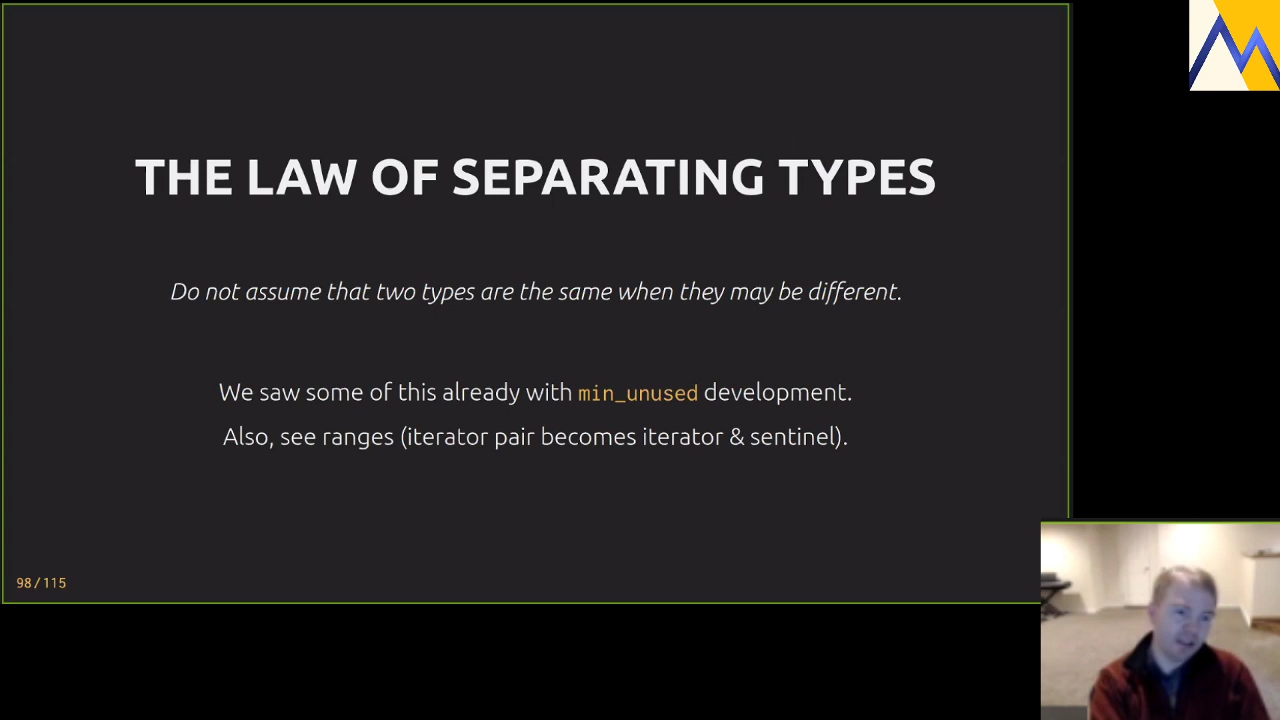 THE LAW OF SEPARATING TYPES
Do not assume that two types are the same when they may be different.
We saw some of this already with min_unused development.
Also, see ranges (iterator pair becomes iterator & sentinel).
98 / 115